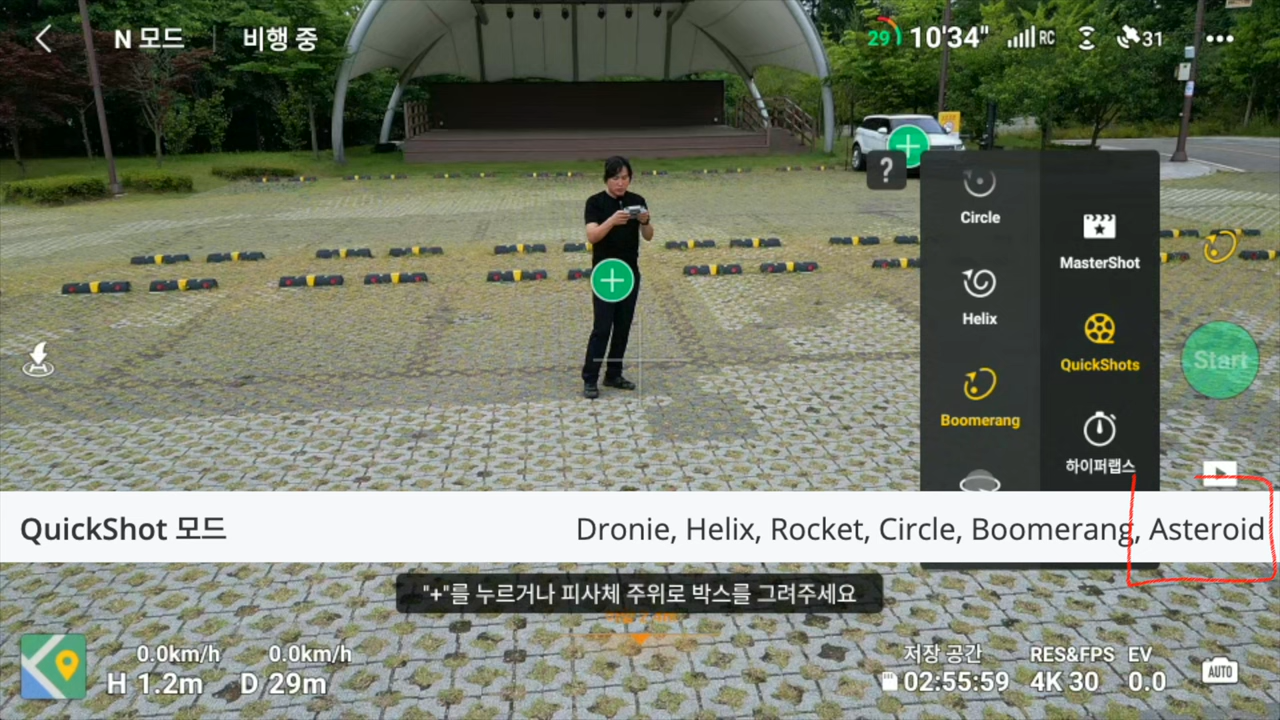 N 모드
비행 중
29
10'34"
RC
31
?
Circle
MasterShot
Helix
QuickShots
Start
Boomerang
하이퍼랩스
QuickShot 모드
Dronie, Helix, Rocket, Circle, Boomerang, Asteroid
"+"를 누르거나 피사체 주위로 박스를 그려주세요
0.0km/h
0.0km/h
저장 공간
RES&FPS
EV
H 1.2m
D 29m
02:55:59
4K 30
0.0
AUTO